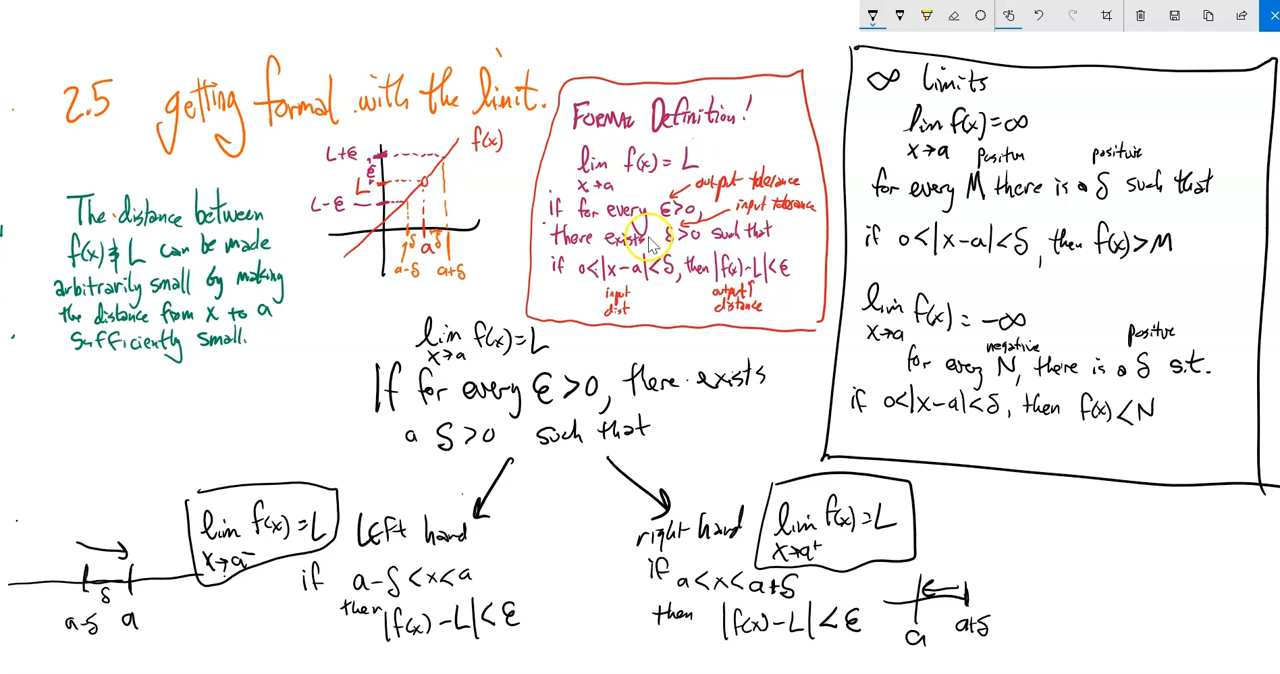 2.5 getting formal with the limit.
The distance between
f(x) & L can be made
arbitrarily small by making
the distance from x to a
sufficiently small.
L+ε
ε
L
L-ε
f(x)
δ a δ
a-δ a+δ
FORMAL Definition!
lim f(x) = L
x→a
output tolerance
if for every ε>0,
input tolerance
there exists δ>0 such that
if 0<|x-a|<δ, then |f(x)-L|<ε
input dist
output distance
lim f(x)=L
x→a
If for every ε>0, there exists
a δ>0 such that
LEFt hand
lim f(x)=L
x→a⁻
if a-δ<x<a
then |f(x)-L|<ε
δ
a-δ a
right hand
lim f(x)=L
x→a⁺
if a<x<a+δ
then |f(x)-L|<ε
a a+δ
∞ Limits
lim f(x)=∞
x→a
positive positive
for every M there is a δ such that
if 0<|x-a|<δ, then f(x)>M
lim f(x)=-∞
x→a
negative positive
for every N, there is a δ s.t.
if 0<|x-a|<δ, then f(x)<N